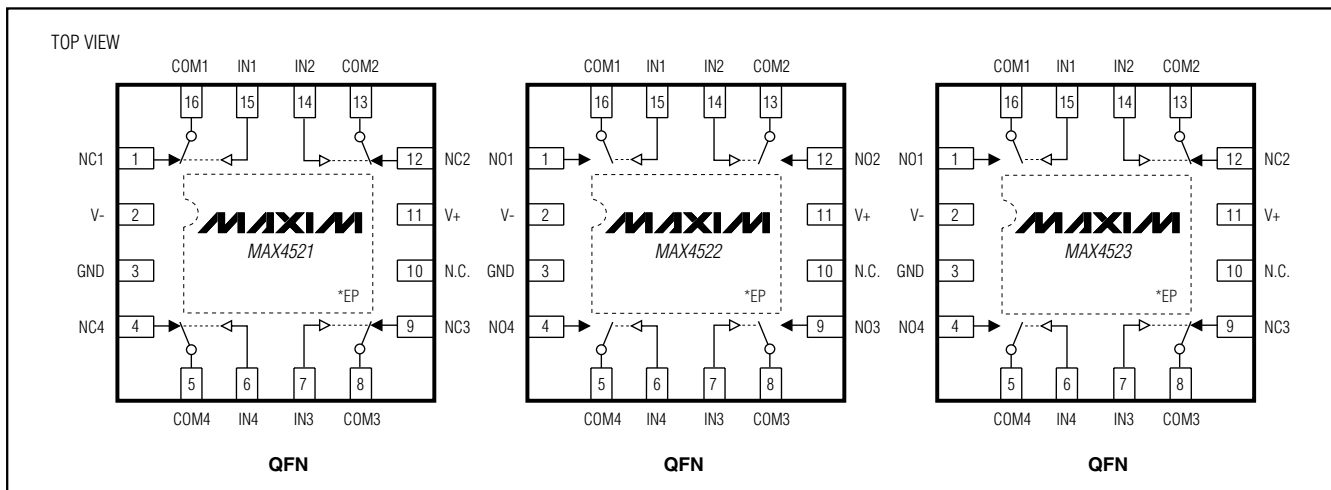 TOP VIEW
COM1 IN1 IN2 COM2
16 15 14 13
NC1 1 12 NC2
V- 2 11 V+
MAXIM
MAX4521
GND 3 10 N.C.
*EP
NC4 4 9 NC3
5 6 7 8
COM4 IN4 IN3 COM3
QFN
COM1 IN1 IN2 COM2
16 15 14 13
NO1 1 12 NO2
V- 2 11 V+
MAXIM
MAX4522
GND 3 10 N.C.
*EP
NO4 4 9 NO3
5 6 7 8
COM4 IN4 IN3 COM3
QFN
COM1 IN1 IN2 COM2
16 15 14 13
NO1 1 12 NC2
V- 2 11 V+
MAXIM
MAX4523
GND 3 10 N.C.
*EP
NO4 4 9 NC3
5 6 7 8
COM4 IN4 IN3 COM3
QFN